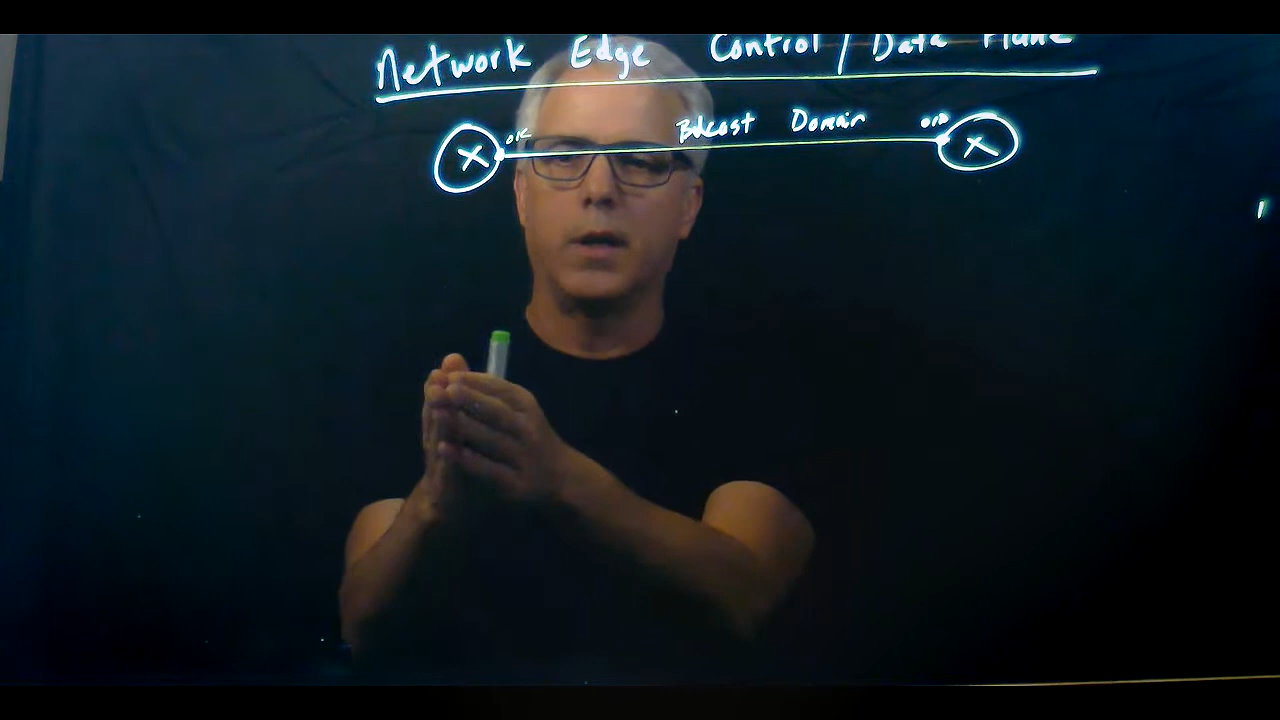 Network Edge Control / Data Plane
Bdcast Domain
X X